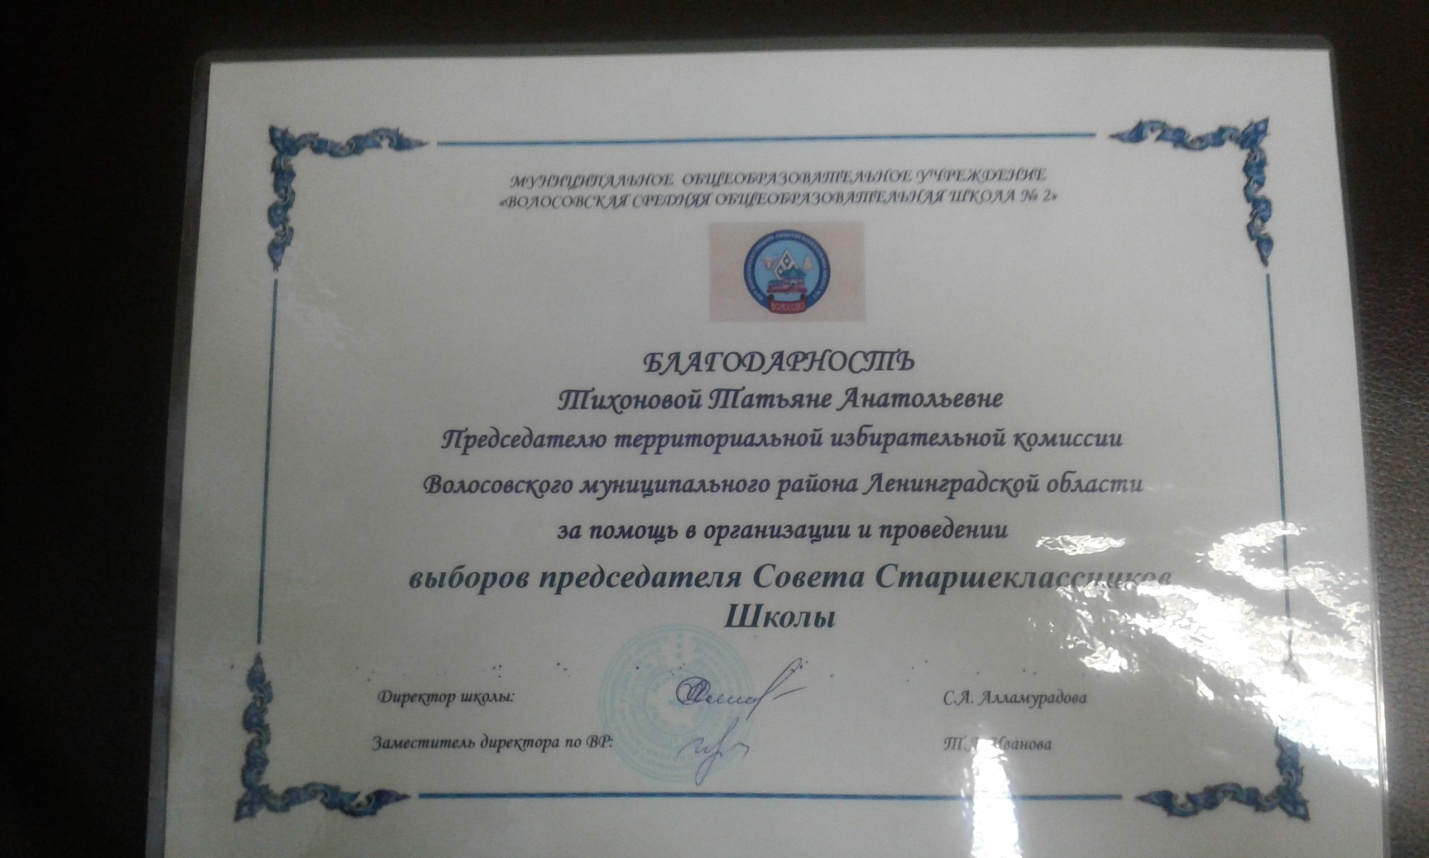 МУНИЦИПАЛЬНОЕ ОБЩЕОБРАЗОВАТЕЛЬНОЕ УЧРЕЖДЕНИЕ
«ВОЛОСОВСКАЯ СРЕДНЯЯ ОБЩЕОБРАЗОВАТЕЛЬНАЯ ШКОЛА № 2»
ВОЛОСОВО
БЛАГОДАРНОСТЬ
Тихоновой Татьяне Анатольевне
Председателю территориальной избирательной комиссии
Волосовского муниципального района Ленинградской области
за помощь в организации и проведении
выборов председателя Совета Старшеклассников
Школы
Директор школы: С.А. Алламурадова
Заместитель директора по ВР: Иванова